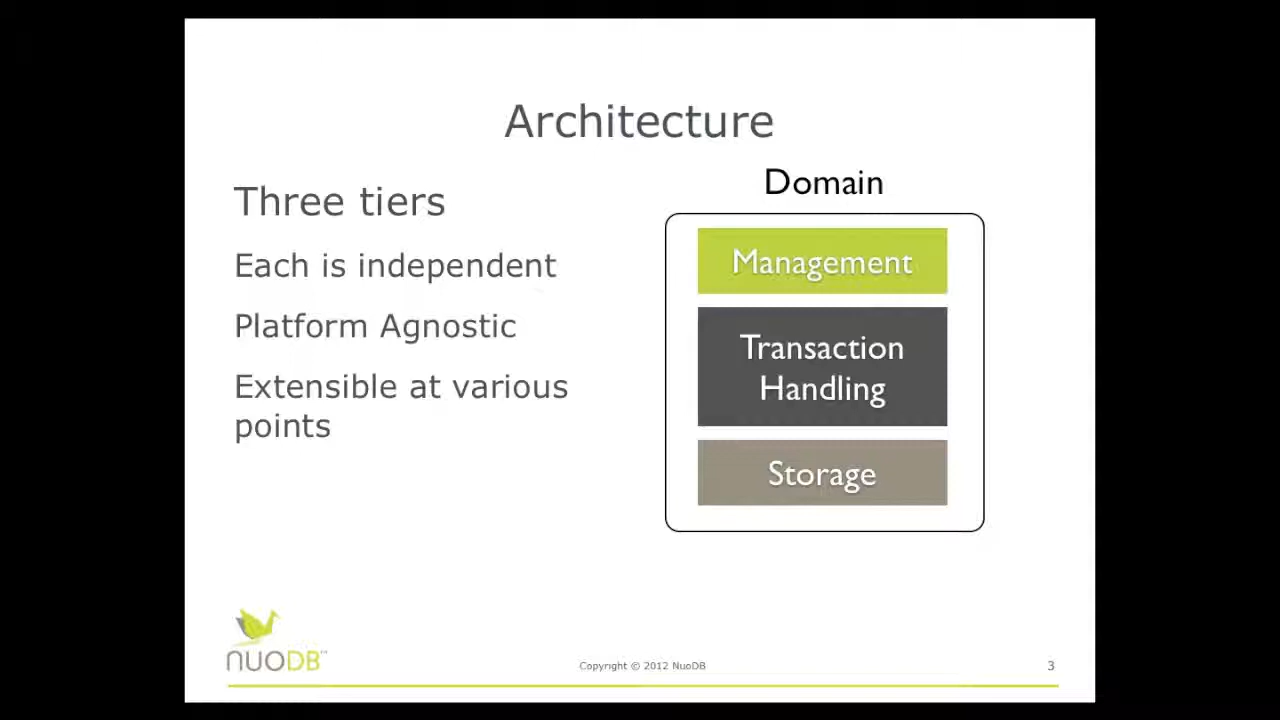 Architecture
Three tiers
Each is independent
Platform Agnostic
Extensible at various
points
Domain
Management
Transaction
Handling
Storage
NUODB™
Copyright © 2012 NuoDB
3